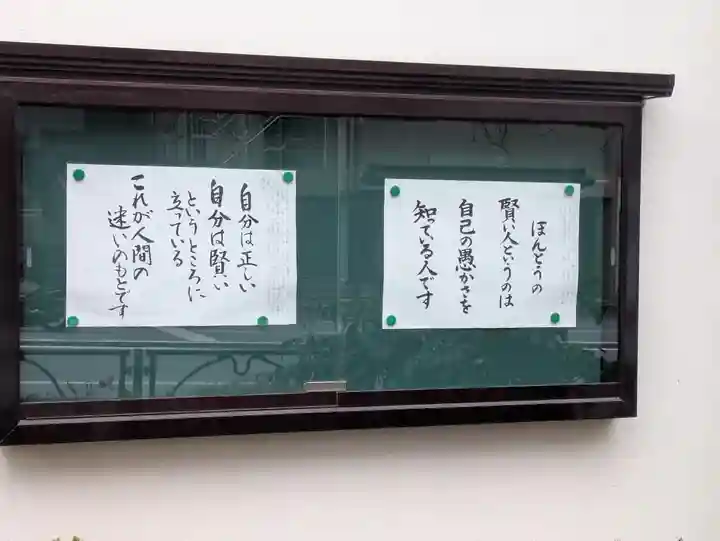 ほんとうの
賢い人というのは
自己の愚かさを
知っている人です
自分は正しい
自分は賢い
というところに
立っている
これが人間の
迷いのもとです